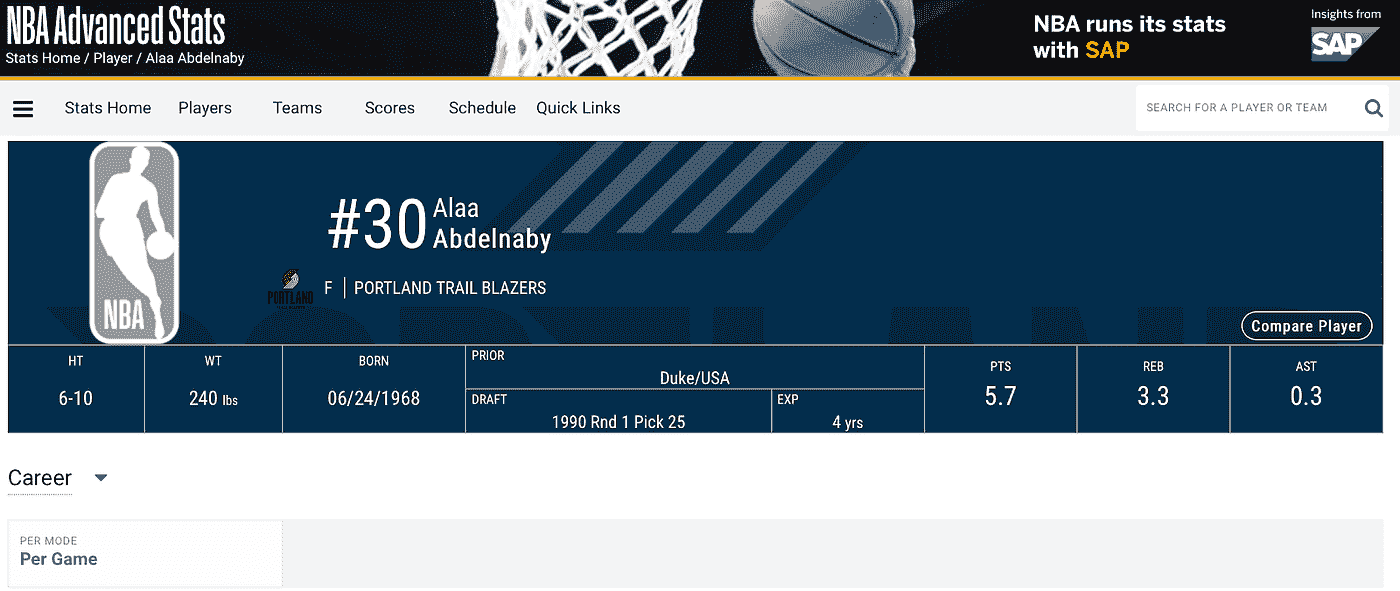 NBA Advanced Stats
Stats Home / Player / Alaa Abdelnaby
NBA runs its stats
with SAP
Insights from
SAP
Stats Home Players Teams Scores Schedule Quick Links
SEARCH FOR A PLAYER OR TEAM
NBA
#30 Alaa
Abdelnaby
PORTLAND
F | PORTLAND TRAIL BLAZERS
Compare Player
HT
6-10
WT
240 lbs
BORN
06/24/1968
PRIOR
Duke/USA
DRAFT
1990 Rnd 1 Pick 25
EXP
4 yrs
PTS
5.7
REB
3.3
AST
0.3
Career
PER MODE
Per Game